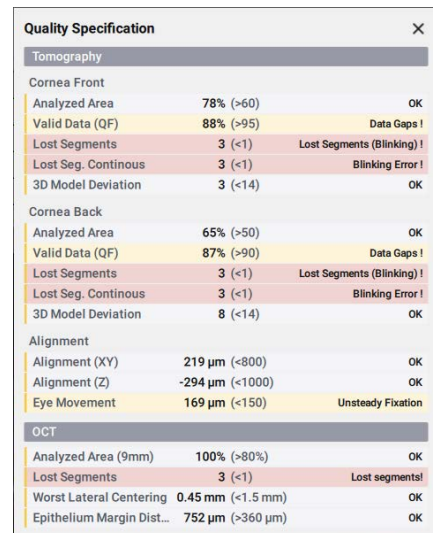 Quality Specification ×
Tomography
Cornea Front
Analyzed Area 78% (>60) OK
Valid Data (QF) 88% (>95) Data Gaps !
Lost Segments 3 (<1) Lost Segments (Blinking) !
Lost Seg. Continous 3 (<1) Blinking Error !
3D Model Deviation 3 (<14) OK
Cornea Back
Analyzed Area 65% (>50) OK
Valid Data (QF) 87% (>90) Data Gaps !
Lost Segments 3 (<1) Lost Segments (Blinking) !
Lost Seg. Continous 3 (<1) Blinking Error !
3D Model Deviation 8 (<14) OK
Alignment
Alignment (XY) 219 µm (<800) OK
Alignment (Z) -294 µm (<1000) OK
Eye Movement 169 µm (<150) Unsteady Fixation
OCT
Analyzed Area (9mm) 100% (>80%) OK
Lost Segments 3 (<1) Lost segments!
Worst Lateral Centering 0.45 mm (<1.5 mm) OK
Epithelium Margin Dist... 752 µm (>360 µm) OK